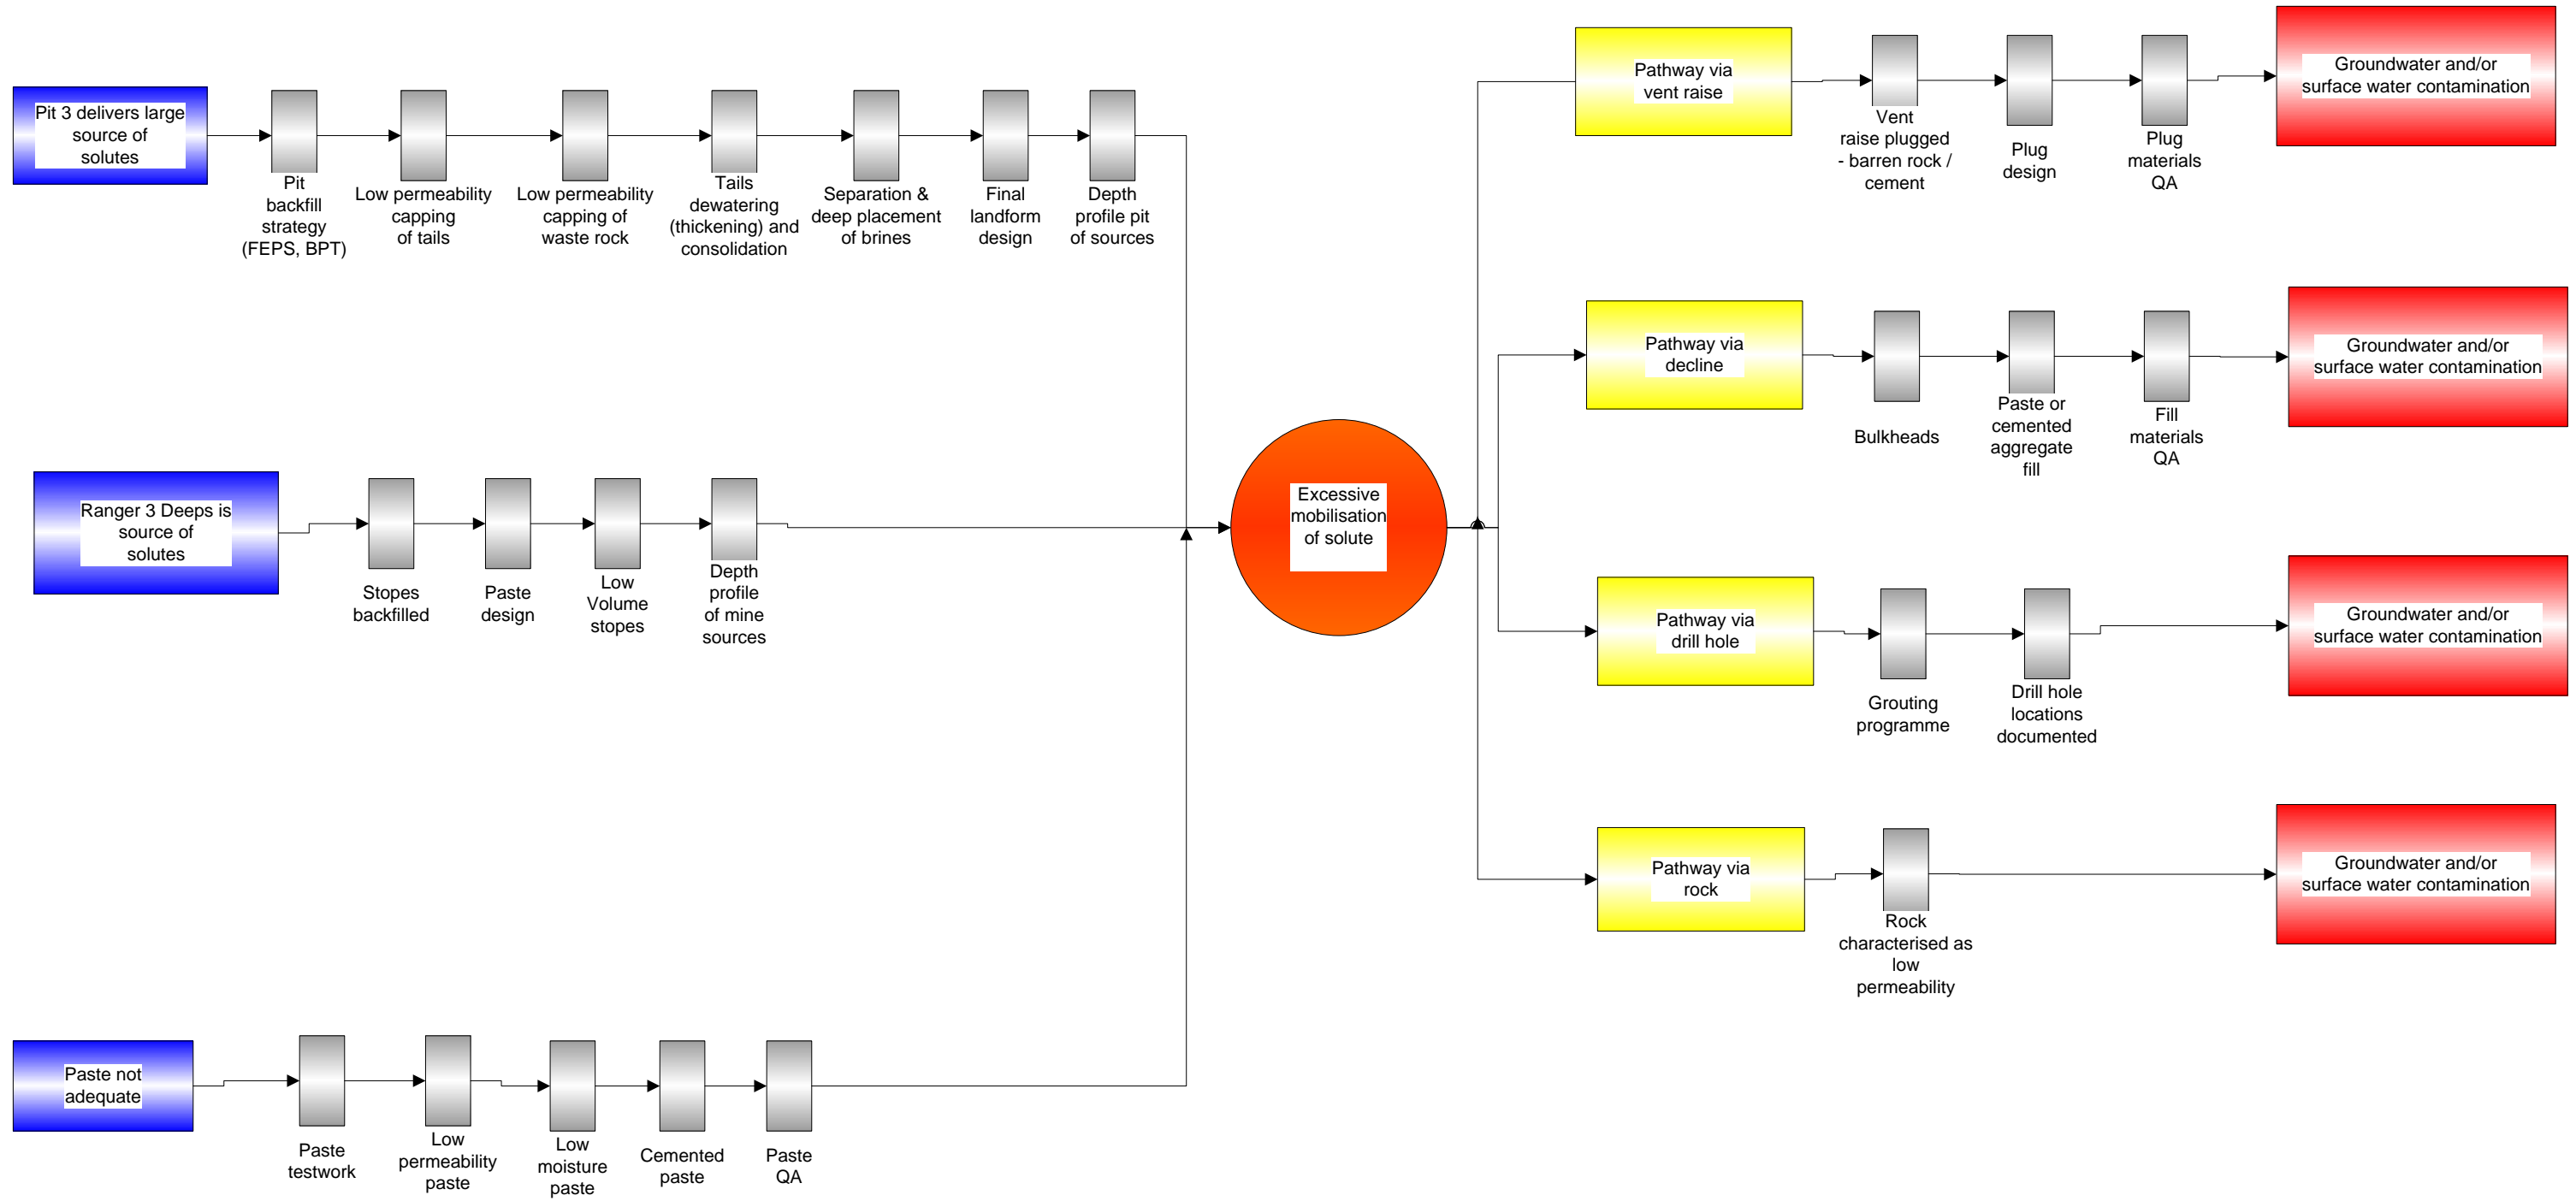 Pit 3 delivers large
source of
solutes
Pit
backfill
strategy
(FEPS, BPT)
Low permeability
capping
of tails
Low permeability
capping of
waste rock
Tails
dewatering
(thickening) and
consolidation
Separation &
deep placement
of brines
Final
landform
design
Depth
profile pit
of sources
Ranger 3 Deeps is
source of
solutes
Stopes
backfilled
Paste
design
Low
Volume
stopes
Depth
profile
of mine
sources
Paste not
adequate
Paste
testwork
Low
permeability
paste
Low
moisture
paste
Cemented
paste
Paste
QA
Excessive
mobilisation
of solute
Pathway via
vent raise
Vent
raise plugged
- barren rock /
cement
Plug
design
Plug
materials
QA
Groundwater and/or
surface water contamination
Pathway via
decline
Bulkheads
Paste or
cemented
aggregate
fill
Fill
materials
QA
Groundwater and/or
surface water contamination
Pathway via
drill hole
Grouting
programme
Drill hole
locations
documented
Groundwater and/or
surface water contamination
Pathway via
rock
Rock
characterised as
low
permeability
Groundwater and/or
surface water contamination